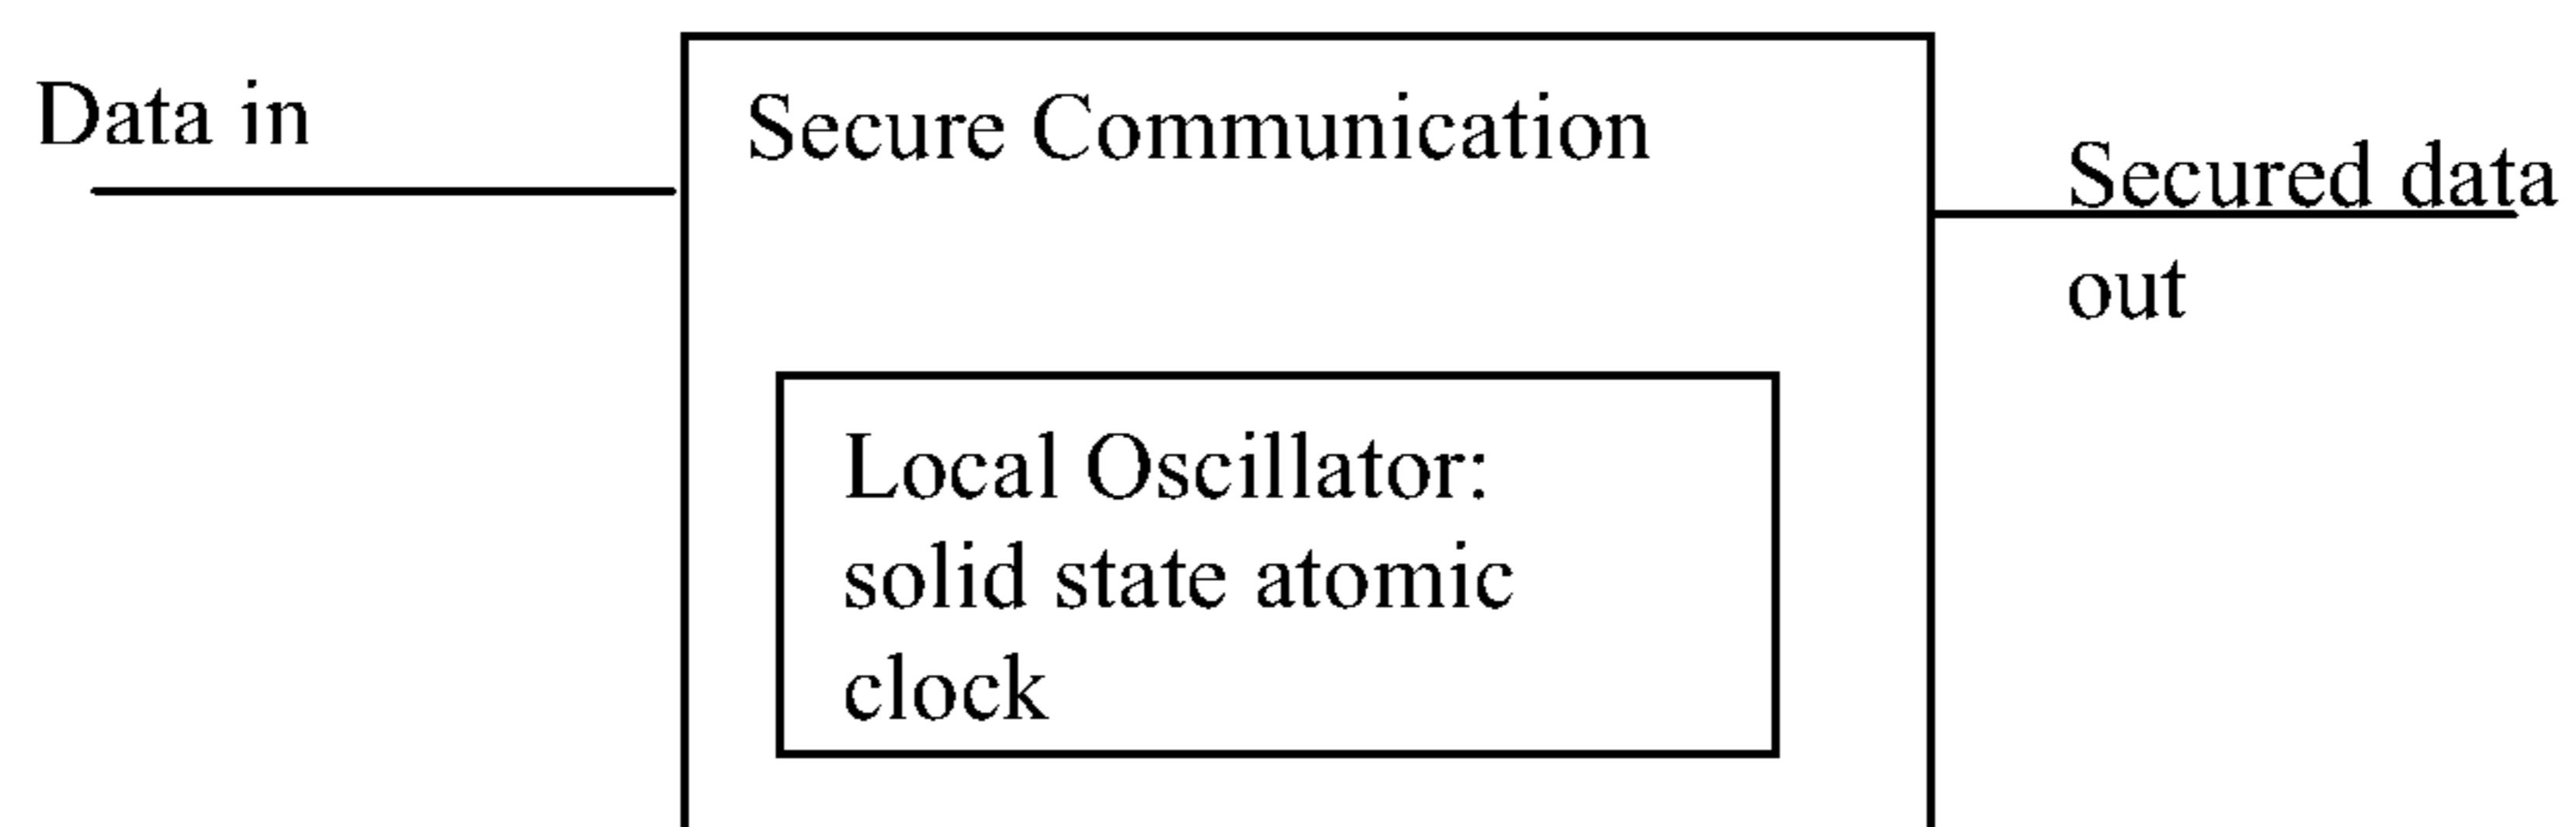 Data in
Secure Communication
Secured data
out
Local Oscillator:
solid state atomic
clock